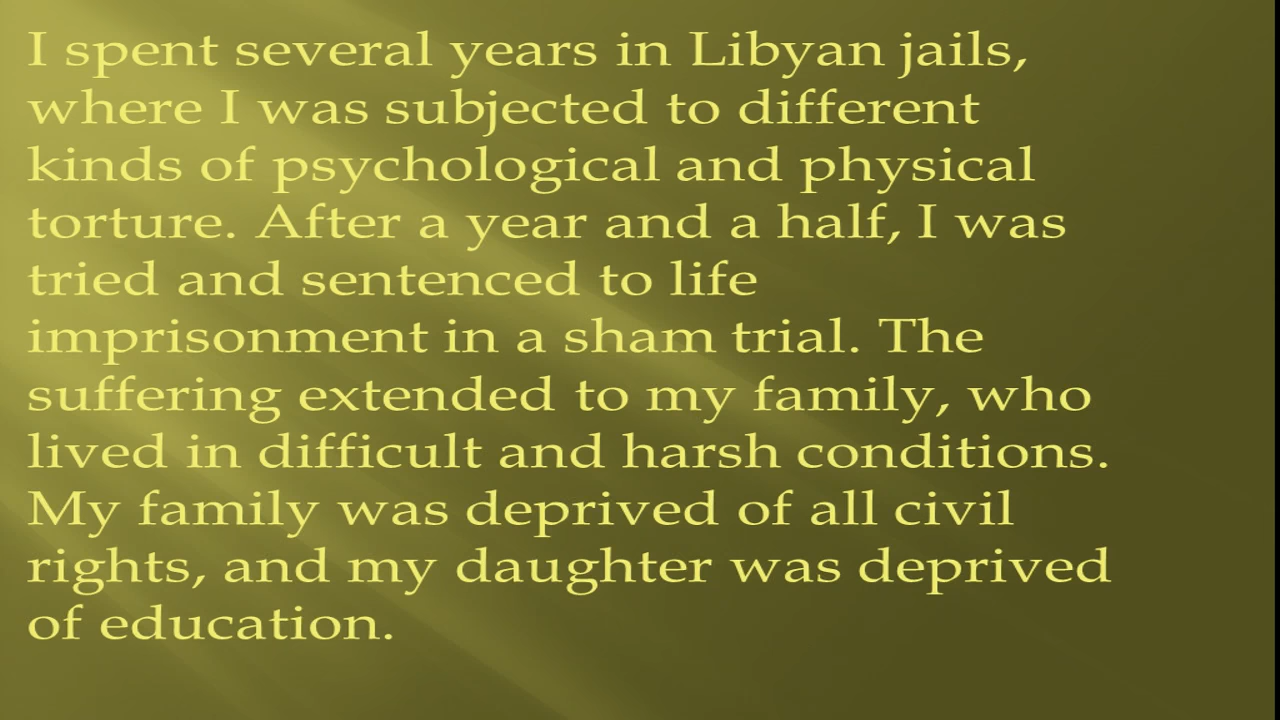 I spent several years in Libyan jails,
where I was subjected to different
kinds of psychological and physical
torture. After a year and a half, I was
tried and sentenced to life
imprisonment in a sham trial. The
suffering extended to my family, who
lived in difficult and harsh conditions.
My family was deprived of all civil
rights, and my daughter was deprived
of education.